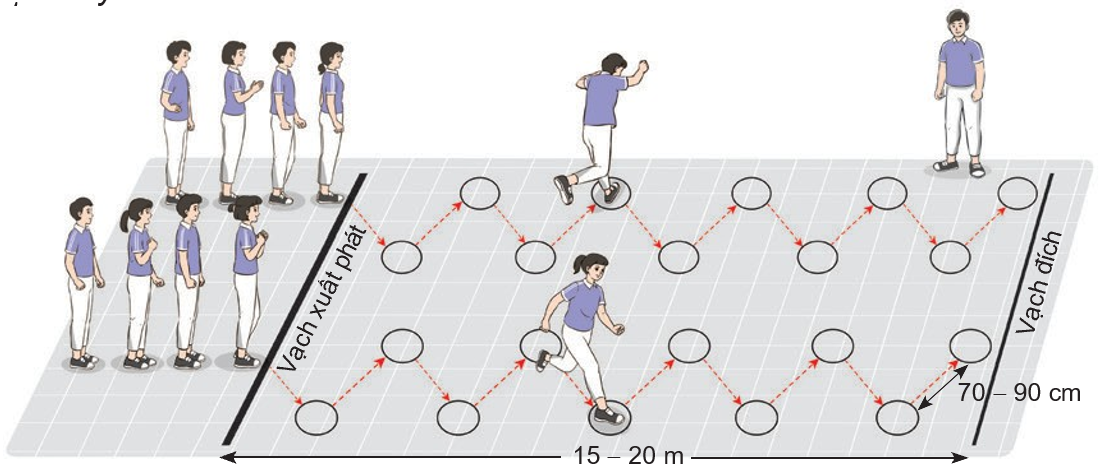 Vạch xuất phát
Vạch đích
70 – 90 cm
15 – 20 m